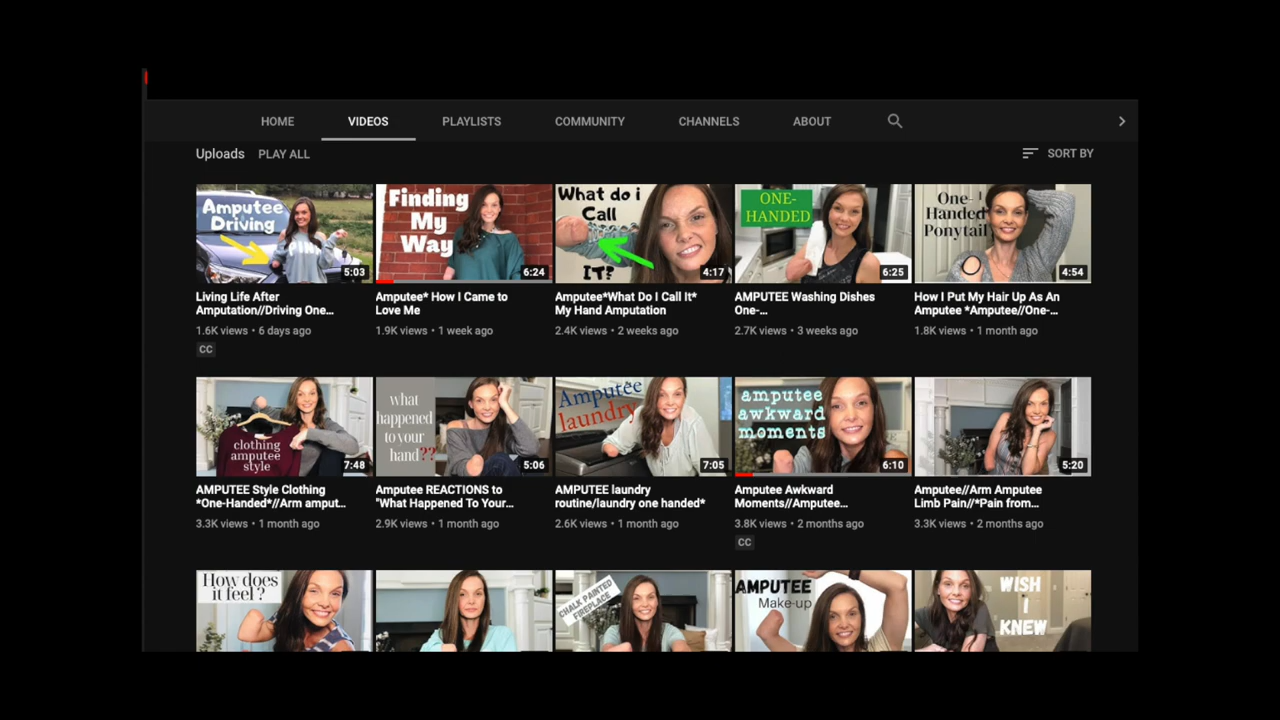 HOME VIDEOS PLAYLISTS COMMUNITY CHANNELS ABOUT
Uploads PLAY ALL SORT BY
Amputee
Driving
PINK
5:03
Finding
My
Way
6:24
What do i
Call
IT?
4:17
ONE-
HANDED
6:25
One-
Handed
Ponytail
4:54
Living Life After
Amputation//Driving One...
1.6K views • 6 days ago
CC
Amputee* How I Came to
Love Me
1.9K views • 1 week ago
Amputee*What Do I Call It*
My Hand Amputation
2.4K views • 2 weeks ago
AMPUTEE Washing Dishes
One-...
2.7K views • 3 weeks ago
How I Put My Hair Up As An
Amputee *Amputee//One-...
1.8K views • 1 month ago
clothing
amputee
style
7:48
what
happened
to your
hand??
5:06
Amputee
laundry
7:05
amputee
awkward
moments
6:10
5:20
AMPUTEE Style Clothing
*One-Handed*//Arm amput...
3.3K views • 1 month ago
Amputee REACTIONS to
"What Happened To Your...
2.9K views • 1 month ago
AMPUTEE laundry
routine/laundry one handed*
2.6K views • 1 month ago
Amputee Awkward
Moments//Amputee...
3.8K views • 2 months ago
CC
Amputee//Arm Amputee
Limb Pain//*Pain from...
3.3K views • 2 months ago
How does
it feel ?
CHALK PAINTED
FIREPLACE
AMPUTEE
Make-up
WISH
I
KNEW